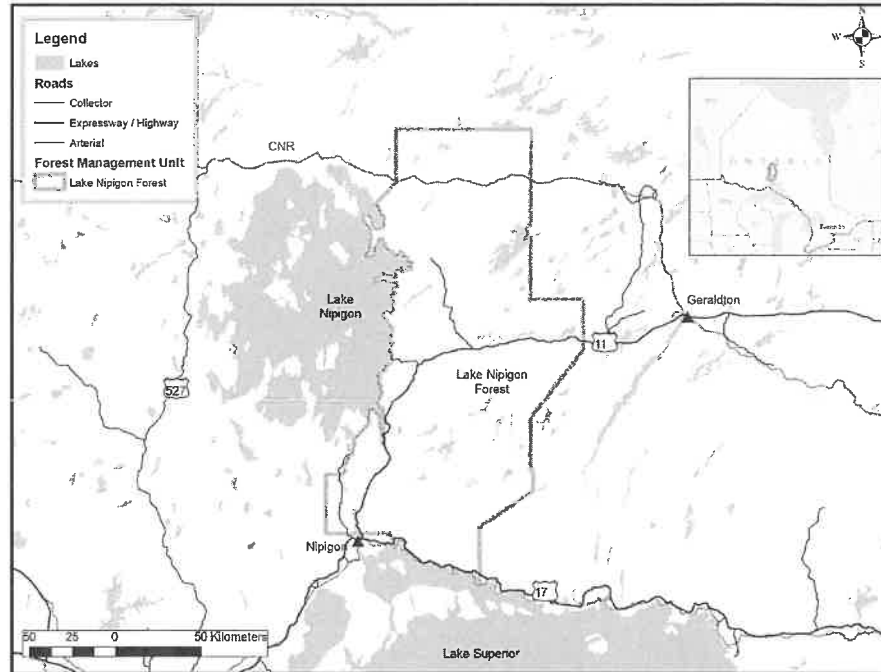 Legend
Lakes
Roads
Collector
Expressway / Highway
Arterial
Forest Management Unit
Lake Nipigon Forest
N
W
E
S
CNR
Lake
Nipigon
Geraldton
11
527
Lake Nipigon
Forest
Nipigon
17
50 25 0 50 Kilometers
Lake Superior